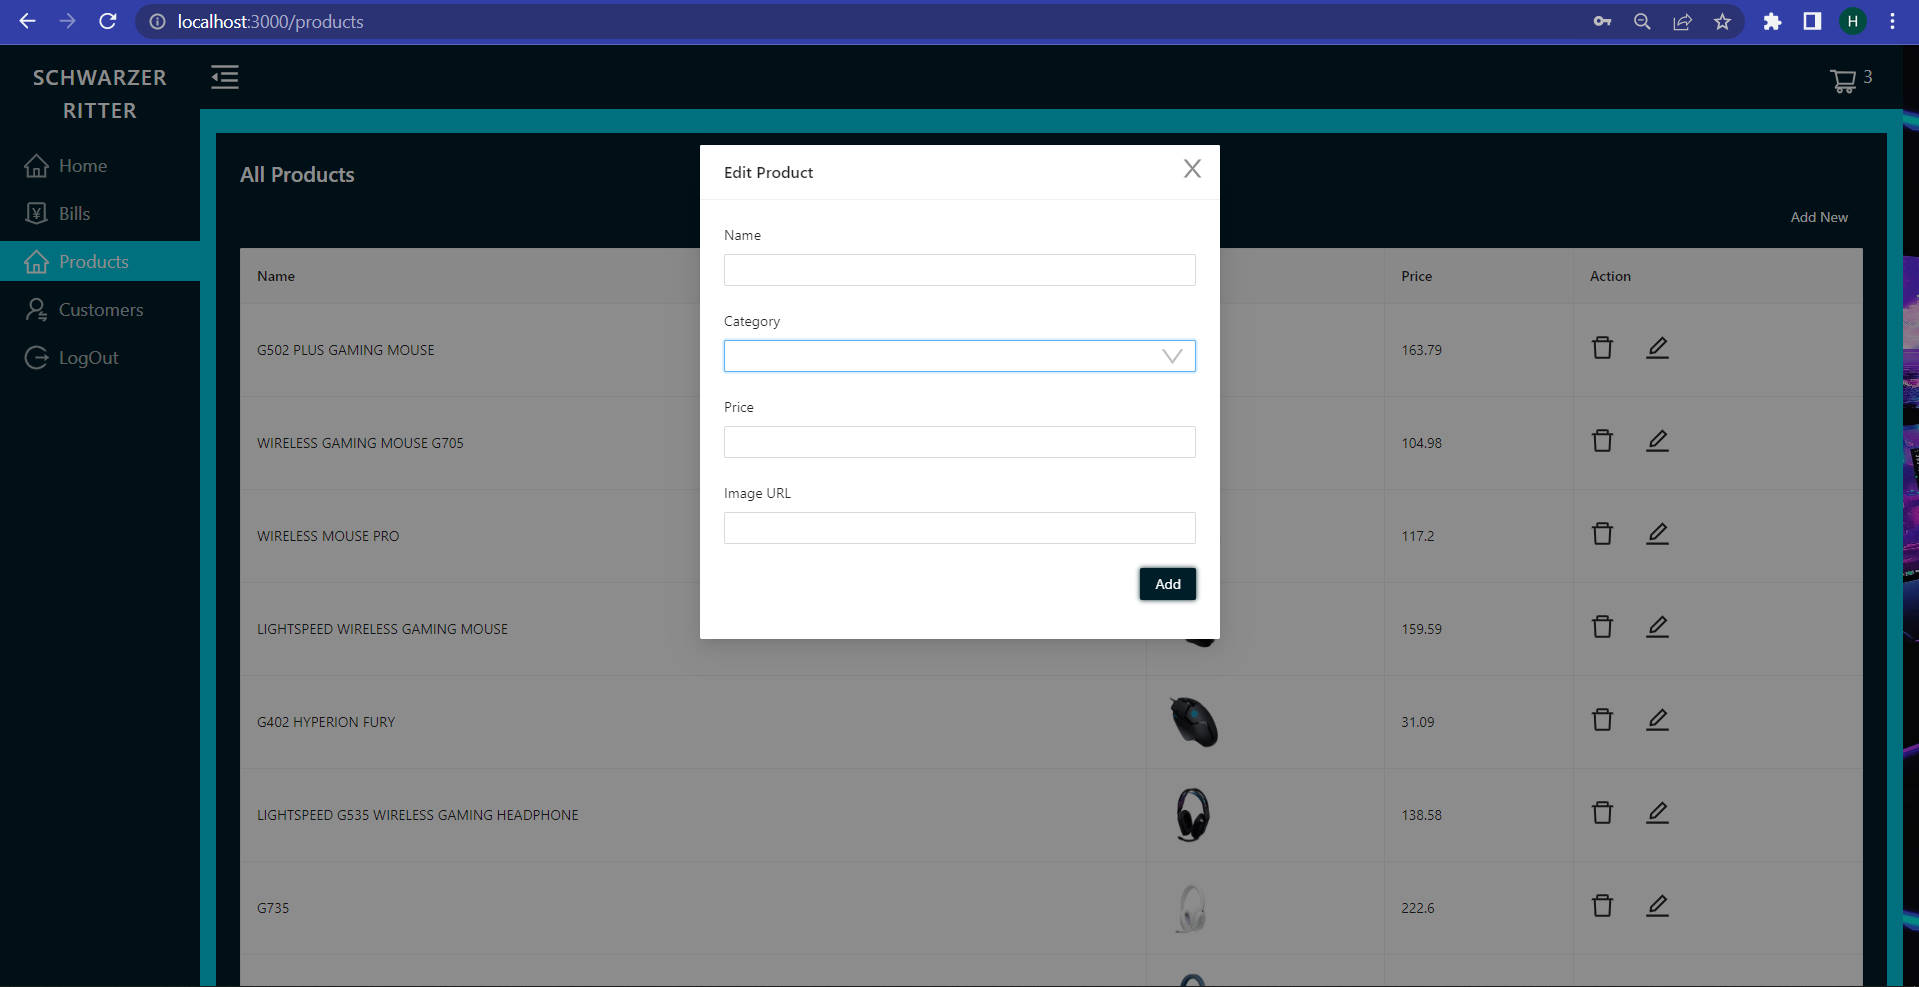 localhost:3000/products
H
SCHWARZER
RITTER
3
Home
Bills
Products
Customers
LogOut
All Products
Add New
Name
Price
Action
G502 PLUS GAMING MOUSE
163.79
WIRELESS GAMING MOUSE G705
104.98
WIRELESS MOUSE PRO
117.2
LIGHTSPEED WIRELESS GAMING MOUSE
159.59
G402 HYPERION FURY
31.09
LIGHTSPEED G535 WIRELESS GAMING HEADPHONE
138.58
G735
222.6
Edit Product
Name
Category
Price
Image URL
Add